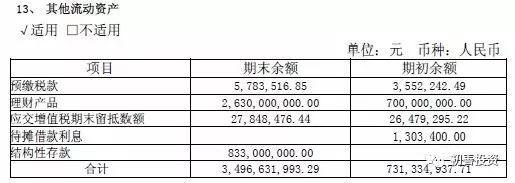 13、 其他流动资产
√适用 □不适用
单位：元 币种：人民币
项目 期末余额 期初余额
预缴税款 5,783,516.85 3,552,242.49
理财产品 2,630,000,000.00 700,000,000.00
应交增值税期末留抵数额 27,848,476.44 26,479,295.22
待摊借款利息 1,303,400.00
结构性存款 833,000,000.00
合计 3,496,631,993.29 731,334,937.71
初善投资